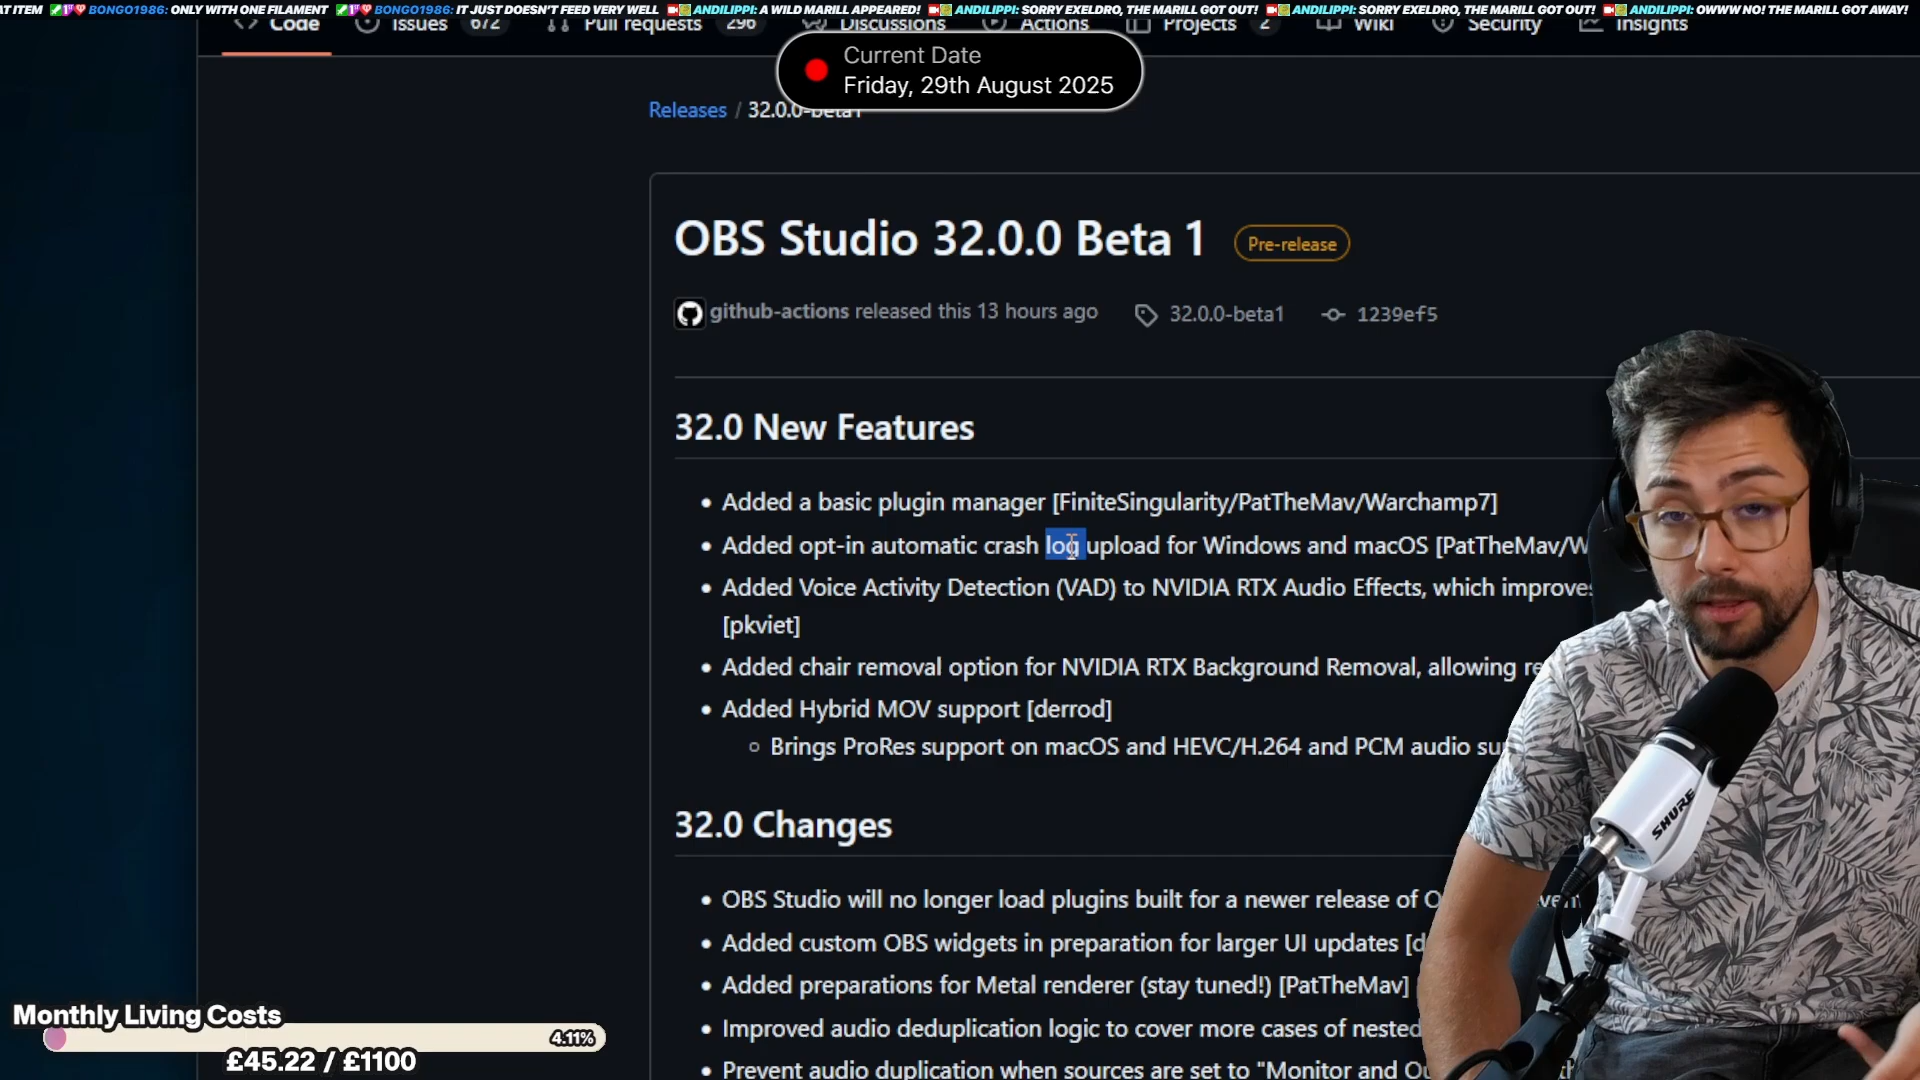 AT ITEM BONGO1986: ONLY WITH ONE FILAMENT BONGO1986: IT JUST DOESN'T FEED VERY WELL ANDILIPPI: A WILD MARILL APPEARED! ANDILIPPI: SORRY EXELDRO, THE MARILL GOT OUT! ANDILIPPI: SORRY EXELDRO, THE MARILL GOT OUT! ANDILIPPI: OWWW NO! THE MARILL GOT AWAY!
Code Issues 672 Pull requests 296 Discussions Actions Projects 2 Wiki Security Insights
Current Date
Friday, 29th August 2025
Releases / 32.0.0-beta1
OBS Studio 32.0.0 Beta 1 Pre-release
github-actions released this 13 hours ago 32.0.0-beta1 1239ef5
32.0 New Features
Added a basic plugin manager [FiniteSingularity/PatTheMav/Warchamp7]
Added opt-in automatic crash log upload for Windows and macOS [PatTheMav/W
Added Voice Activity Detection (VAD) to NVIDIA RTX Audio Effects, which improves
[pkviet]
Added chair removal option for NVIDIA RTX Background Removal, allowing re
Added Hybrid MOV support [derrod]
Brings ProRes support on macOS and HEVC/H.264 and PCM audio su
32.0 Changes
OBS Studio will no longer load plugins built for a newer release of O
Added custom OBS widgets in preparation for larger UI updates [d
Added preparations for Metal renderer (stay tuned!) [PatTheMav]
Improved audio deduplication logic to cover more cases of nested
Prevent audio duplication when sources are set to "Monitor and Ou
SHURE
Monthly Living Costs
4.11%
£45.22 / £1100